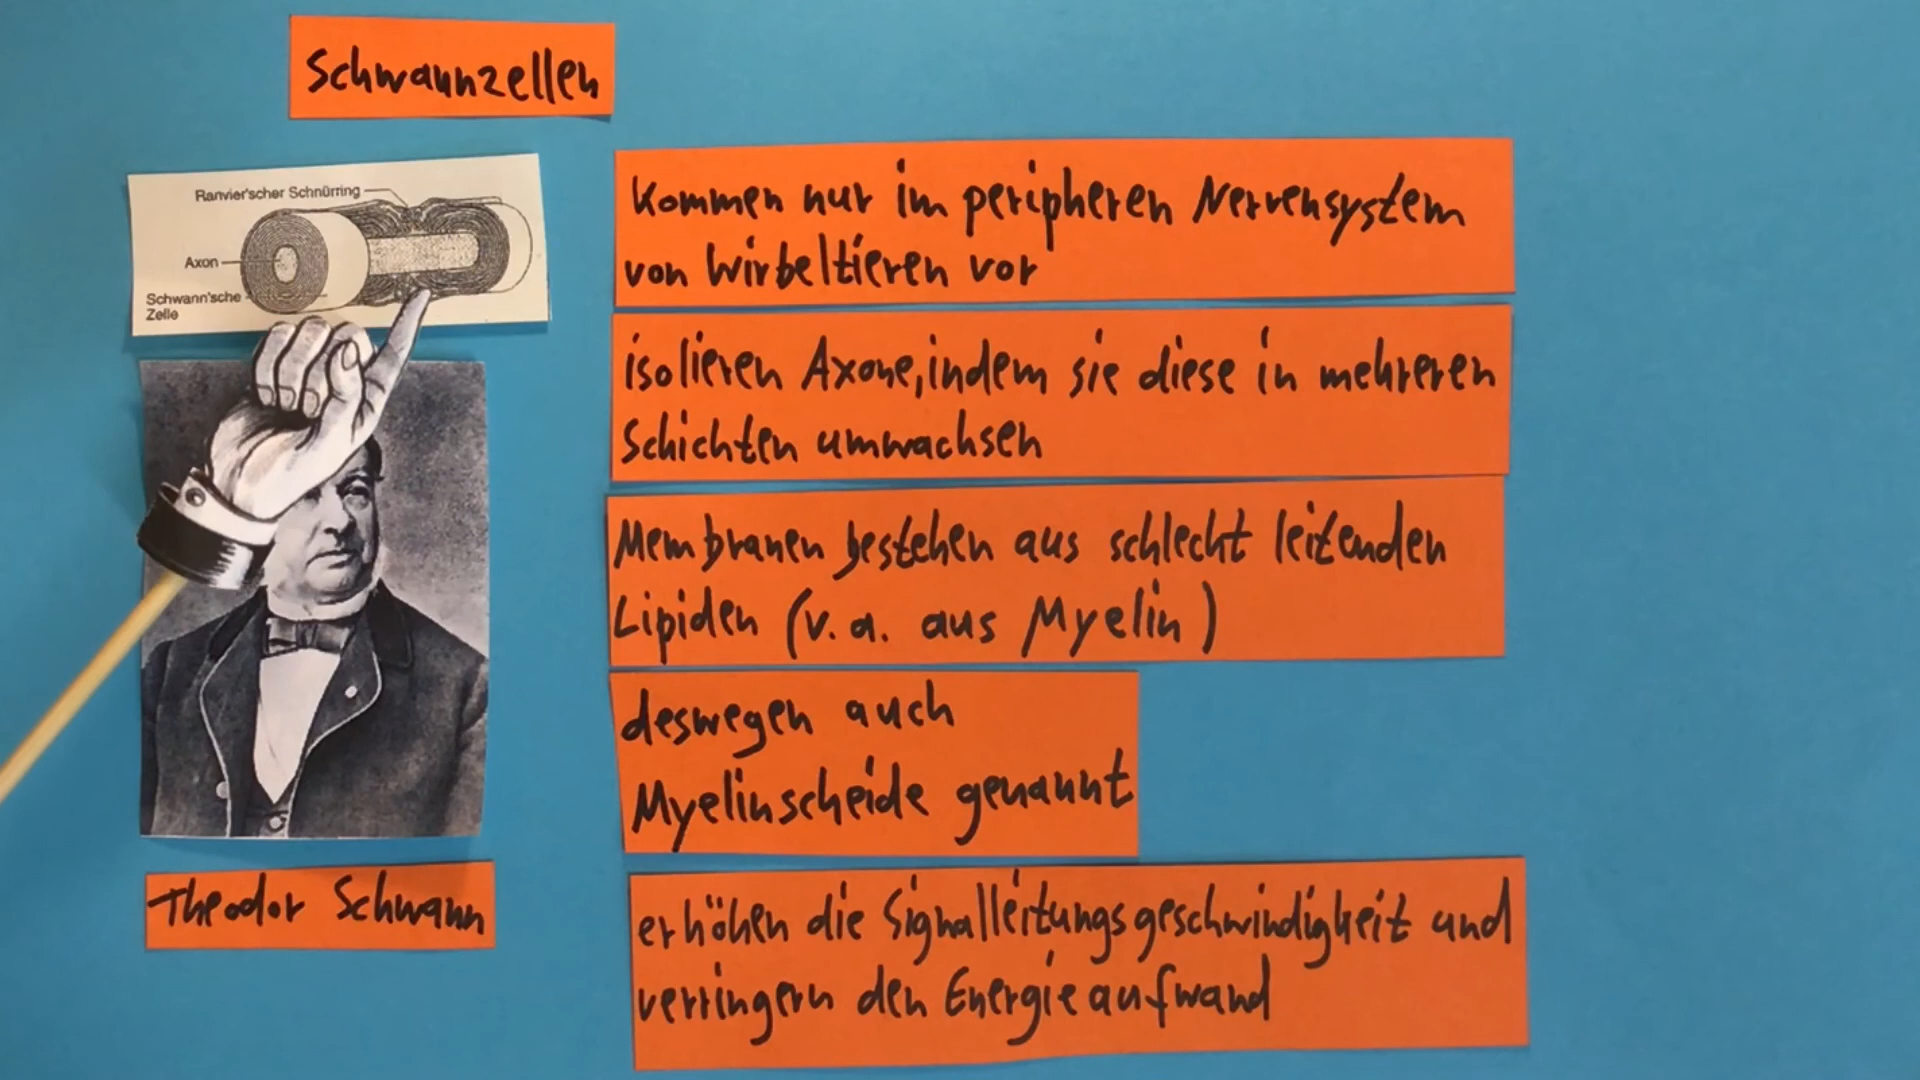 Schwannzellen
Ranvier'scher Schnürring
Axon
Schwann'sche
Zelle
Theodor Schwann
kommen nur im peripheren Nervensystem
von Wirbeltieren vor
isolieren Axone, indem sie diese in mehreren
Schichten umwachsen
Membranen bestehen aus schlecht leitenden
Lipiden (v.a. aus Myelin)
deswegen auch
Myelinscheide genannt
erhöhen die Signalleitungsgeschwindigkeit und
verringern den Energieaufwand